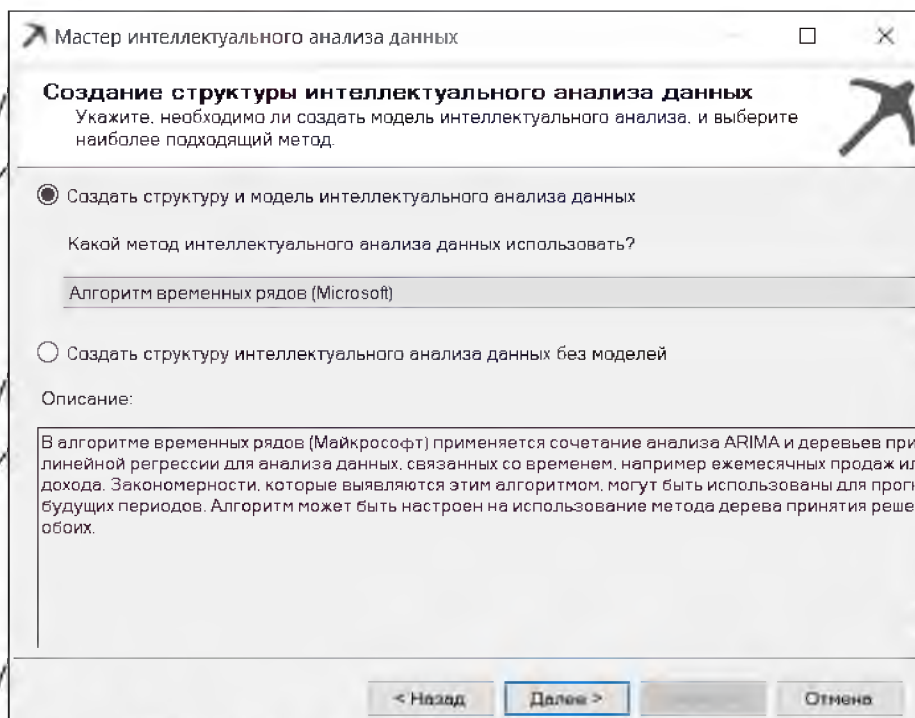 Мастер интеллектуального анализа данных
Создание структуры интеллектуального анализа данных
Укажите, необходимо ли создать модель интеллектуального анализа, и выберите
наиболее подходящий метод.
Создать структуру и модель интеллектуального анализа данных
Какой метод интеллектуального анализа данных использовать?
Алгоритм временных рядов (Microsoft)
Создать структуру интеллектуального анализа данных без моделей
Описание:
В алгоритме временных рядов (Майкрософт) применяется сочетание анализа ARIMA и деревьев при
линейной регрессии для анализа данных, связанных со временем, например ежемесячных продаж ил
дохода. Закономерности, которые выявляются этим алгоритмом, могут быть использованы для прог
будущих периодов. Алгоритм может быть настроен на использование метода дерева принятия реше
обоих.
< Назад Далее > Отмена